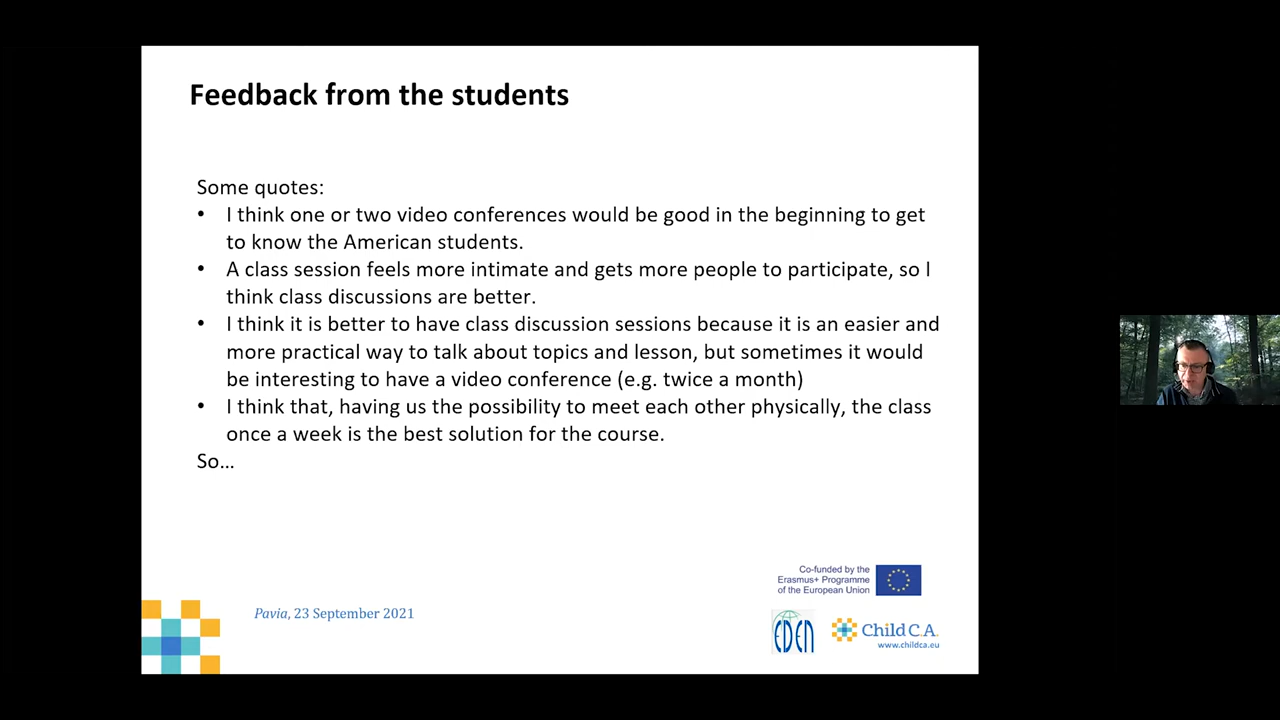 Feedback from the students
Some quotes:
• I think one or two video conferences would be good in the beginning to get
to know the American students.
• A class session feels more intimate and gets more people to participate, so I
think class discussions are better.
• I think it is better to have class discussion sessions because it is an easier and
more practical way to talk about topics and lesson, but sometimes it would
be interesting to have a video conference (e.g. twice a month)
• I think that, having us the possibility to meet each other physically, the class
once a week is the best solution for the course.
So…
Co-funded by the
Erasmus+ Programme
of the European Union
Pavia, 23 September 2021
EDEN
Child C.A.
www.childca.eu